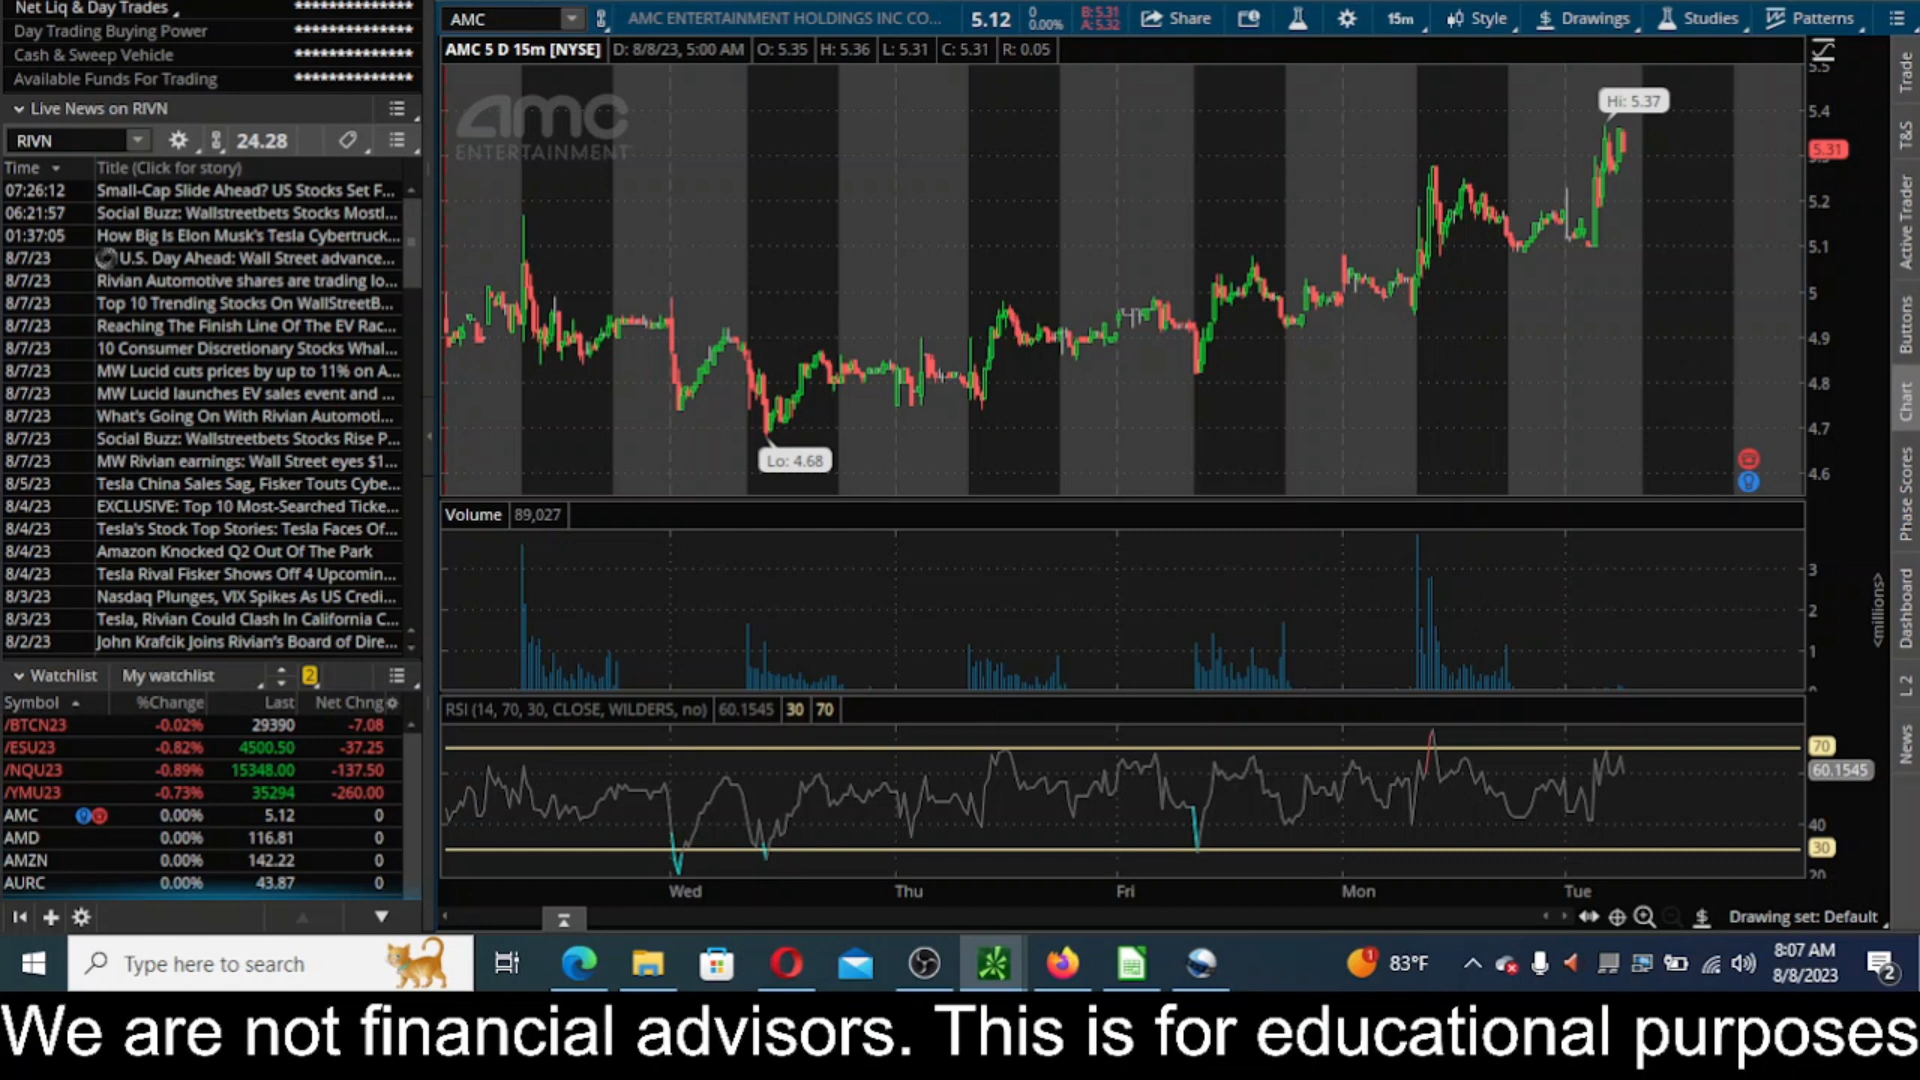 Net Liq & Day Trades ***************
Day Trading Buying Power ***************
Cash & Sweep Vehicle ***************
Available Funds For Trading ***************
Live News on RIVN
RIVN 24.28
Time Title (Click for story)
07:26:12 Small-Cap Slide Ahead? US Stocks Set F...
06:21:57 Social Buzz: Wallstreetbets Stocks Mostl...
01:37:05 How Big Is Elon Musk's Tesla Cybertruck...
8/7/23 U.S. Day Ahead: Wall Street advance...
8/7/23 Rivian Automotive shares are trading lo...
8/7/23 Top 10 Trending Stocks On WallStreetB...
8/7/23 Reaching The Finish Line Of The EV Rac...
8/7/23 10 Consumer Discretionary Stocks Whal...
8/7/23 MW Lucid cuts prices by up to 11% on A...
8/7/23 MW Lucid launches EV sales event and ...
8/7/23 What's Going On With Rivian Automoti...
8/7/23 Social Buzz: Wallstreetbets Stocks Rise P...
8/7/23 MW Rivian earnings: Wall Street eyes $1...
8/5/23 Tesla China Sales Sag, Fisker Touts Cybe...
8/4/23 EXCLUSIVE: Top 10 Most-Searched Ticke...
8/4/23 Tesla's Stock Top Stories: Tesla Faces Of...
8/4/23 Amazon Knocked Q2 Out Of The Park
8/4/23 Tesla Rival Fisker Shows Off 4 Upcomin...
8/3/23 Nasdaq Plunges, VIX Spikes As US Credi...
8/3/23 Tesla, Rivian Could Clash In California C...
8/2/23 John Krafcik Joins Rivian's Board of Dire...
Watchlist My watchlist 2
Symbol %Change Last Net Chng
/BTCN23 -0.02% 29390 -7.08
/ESU23 -0.82% 4500.50 -37.25
/NQU23 -0.89% 15348.00 -137.50
/YMU23 -0.73% 35294 -260.00
AMC 0.00% 5.12 0
AMD 0.00% 116.81 0
AMZN 0.00% 142.22 0
AURC 0.00% 43.87 0
AMC AMC ENTERTAINMENT HOLDINGS INC CO... 5.12 0 0.00% B: 5.31 A: 5.32 Share 15m Style Drawings Studies Patterns
AMC 5 D 15m [NYSE] D: 8/8/23, 5:00 AM O: 5.35 H: 5.36 L: 5.31 C: 5.31 R: 0.05
amc
ENTERTAINMENT
Hi: 5.37
Lo: 4.68
5.5
5.4
5.31
5.2
5.1
5
4.9
4.8
4.7
4.6
Volume 89,027
3
2
1
<millions>
RSI (14, 70, 30, CLOSE, WILDERS, no) 60.1545 30 70
70
60.1545
40
30
20
Wed Thu Fri Mon Tue
Drawing set: Default
Trade
T&S
Active Trader
Buttons
Chart
Phase Scores
Dashboard
L 2
News
Type here to search
1 83°F
8:07 AM
8/8/2023
2
We are not financial advisors. This is for educational purposes